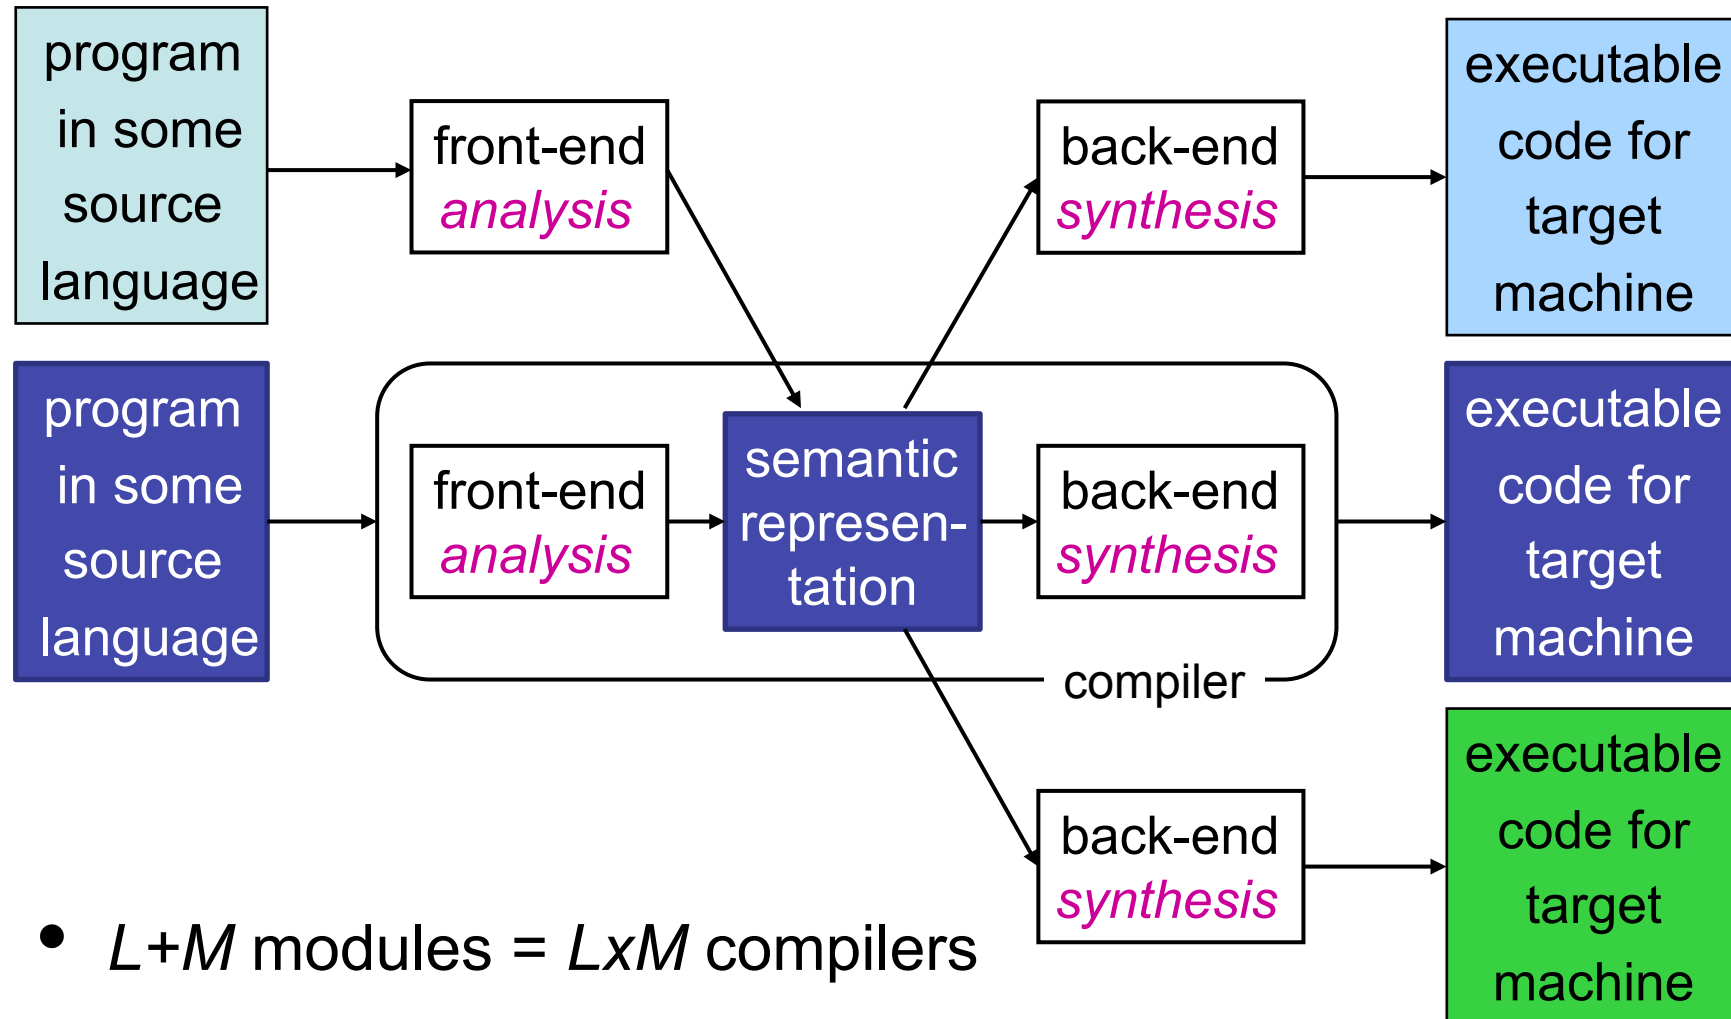 program
in some
source
language
front-end
analysis
back-end
synthesis
executable
code for
target
machine
program
in some
source
language
front-end
analysis
semantic
represen-
tation
back-end
synthesis
compiler
executable
code for
target
machine
back-end
synthesis
executable
code for
target
machine
• L+M modules = LxM compilers